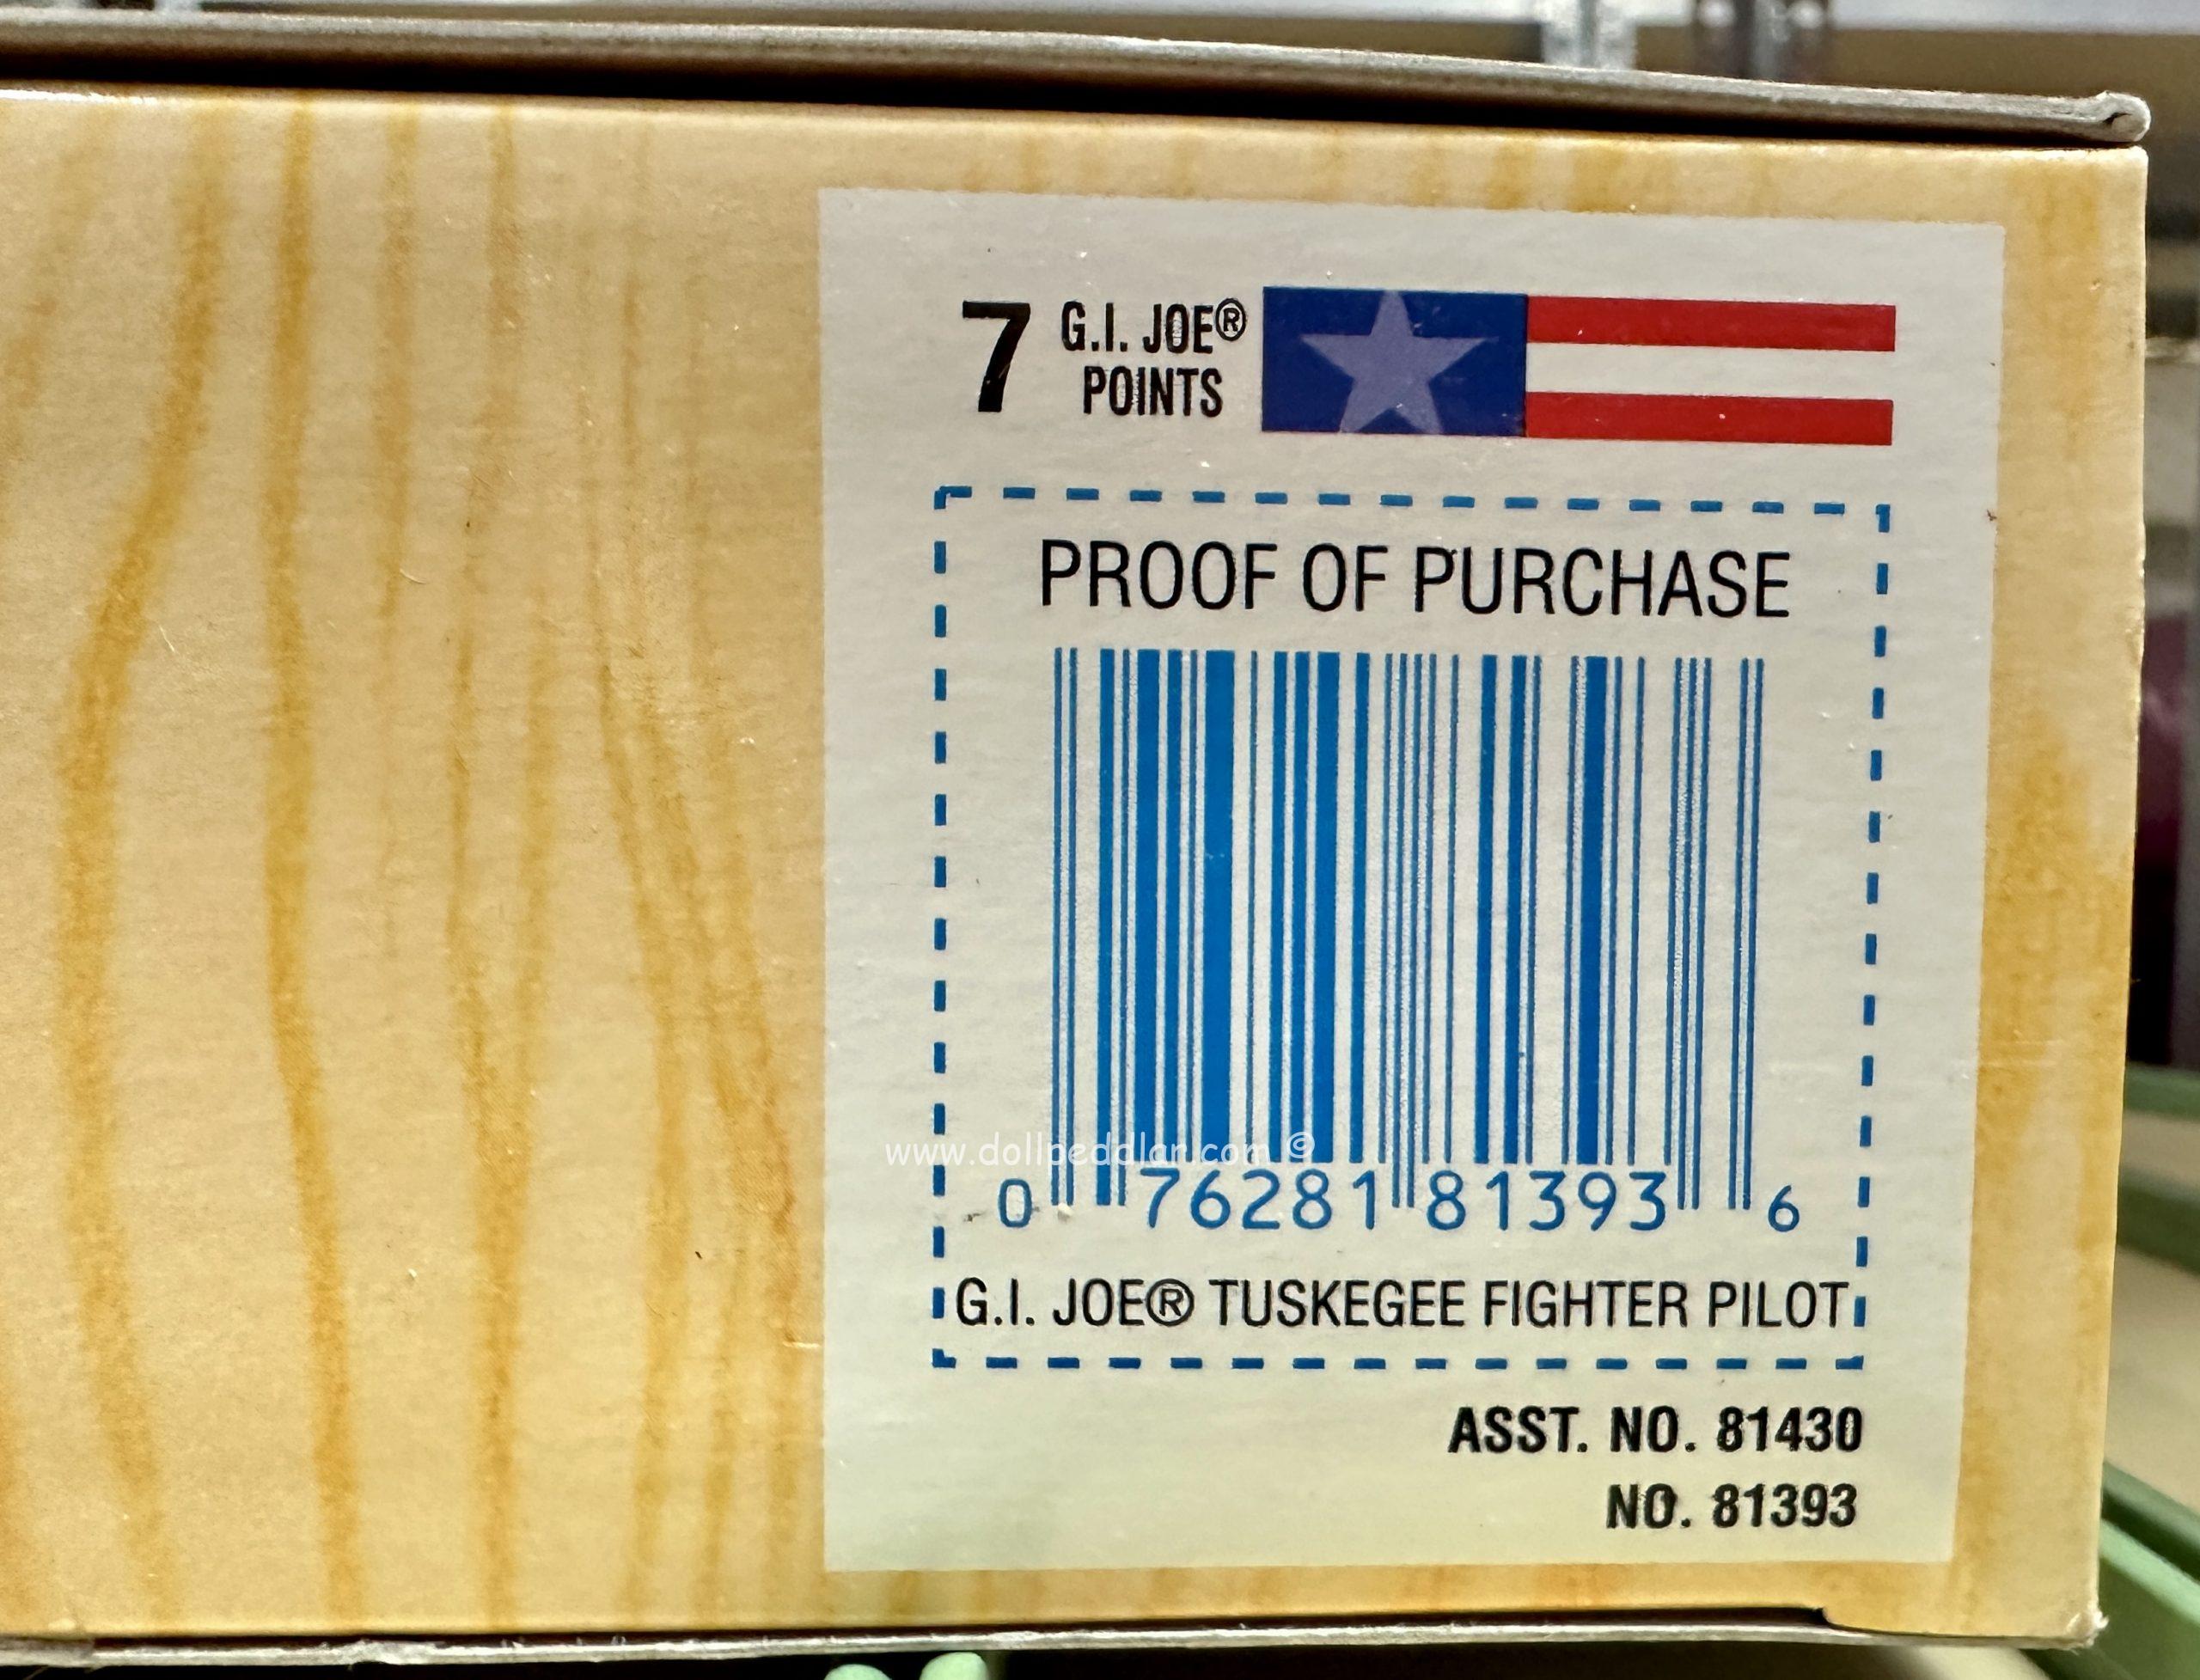 7 G.I. JOE®
POINTS
PROOF OF PURCHASE
www.dollpeddlar.com ©
0 76281 81393 6
G.I. JOE® TUSKEGEE FIGHTER PILOT
ASST. NO. 81430
NO. 81393